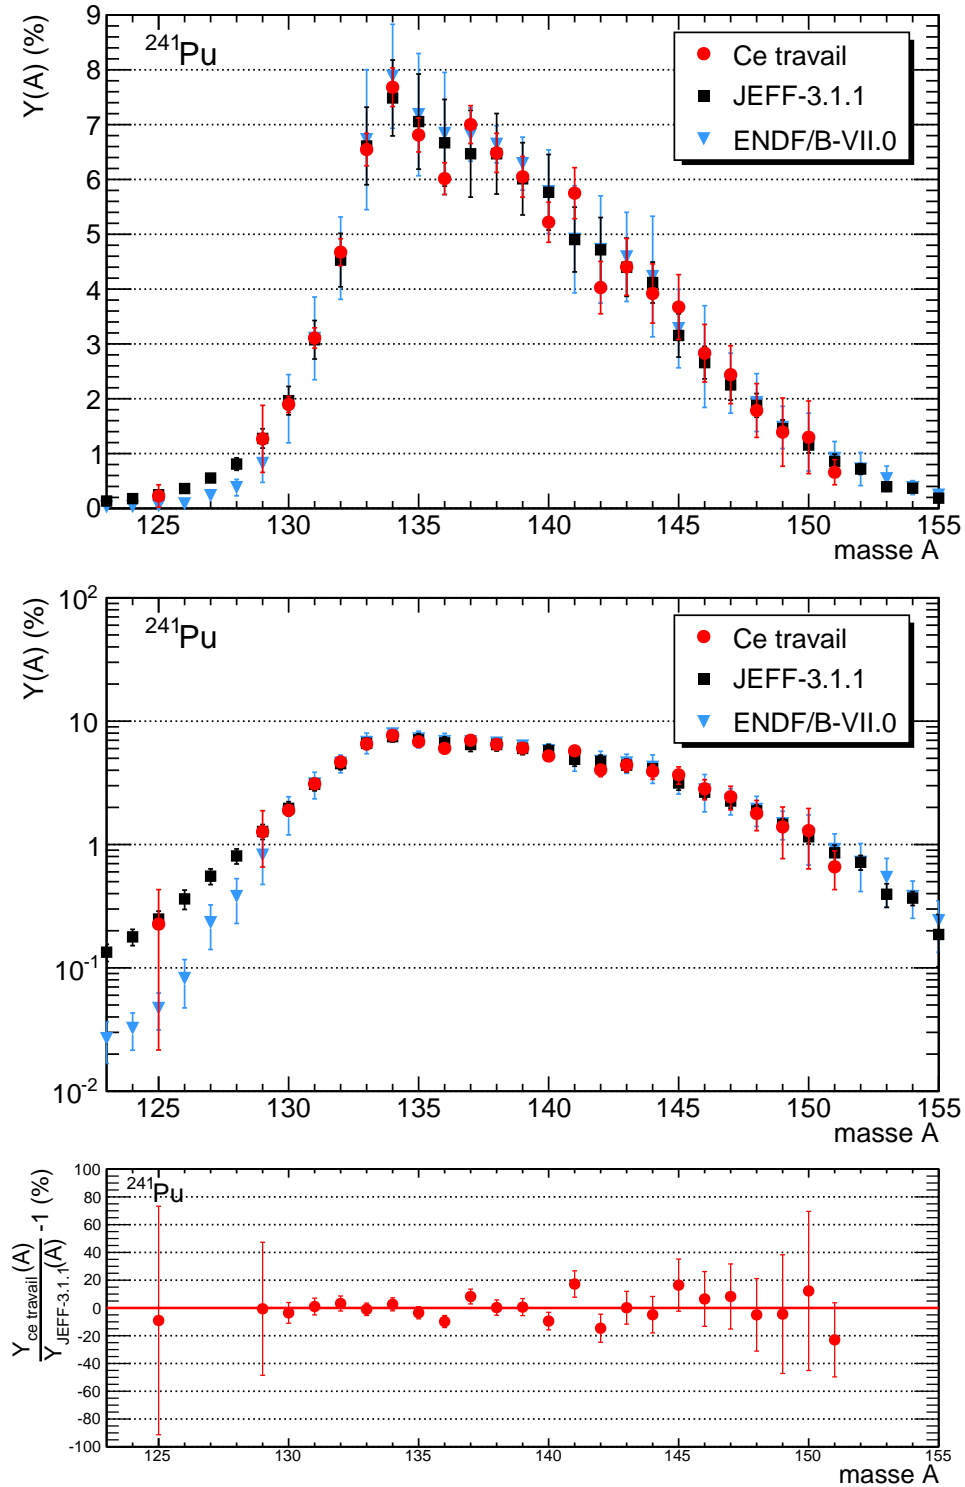 Y(A) (%)
9
8
7
6
5
4
3
2
1
0
²⁴¹Pu
Ce travail
JEFF-3.1.1
ENDF/B-VII.0
125 130 135 140 145 150 155
masse A
Y(A) (%)
10²
10
1
10⁻¹
10⁻²
²⁴¹Pu
Ce travail
JEFF-3.1.1
ENDF/B-VII.0
125 130 135 140 145 150 155
masse A
Y ce travail (A)
Y JEFF-3.1.1 (A)
-1 (%)
100
80
60
40
20
0
-20
-40
-60
-80
-100
²⁴¹Pu
125 130 135 140 145 150 155
masse A